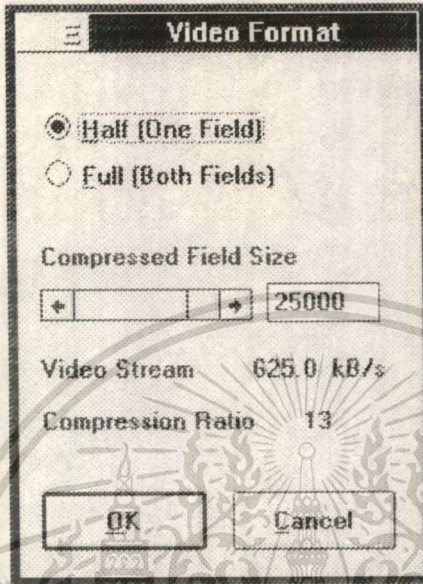 Video Format
Half (One Field)
Full (Both Fields)
Compressed Field Size
25000
Video Stream 625.0 kB/s
Compression Ratio 13
OK Cancel